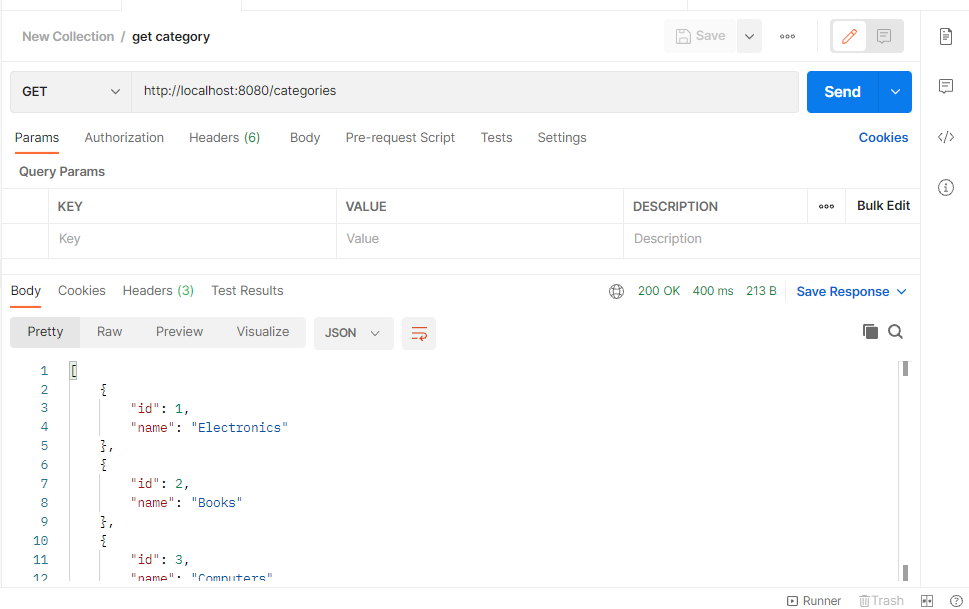 New Collection / get category
Save
GET http://localhost:8080/categories Send
Params Authorization Headers (6) Body Pre-request Script Tests Settings Cookies
Query Params
KEY VALUE DESCRIPTION Bulk Edit
Key Value Description
Body Cookies Headers (3) Test Results 200 OK 400 ms 213 B Save Response
Pretty Raw Preview Visualize JSON
1 [
2 {
3 "id": 1,
4 "name": "Electronics"
5 },
6 {
7 "id": 2,
8 "name": "Books"
9 },
10 {
11 "id": 3,
12 "name": "Computers"
Runner Trash